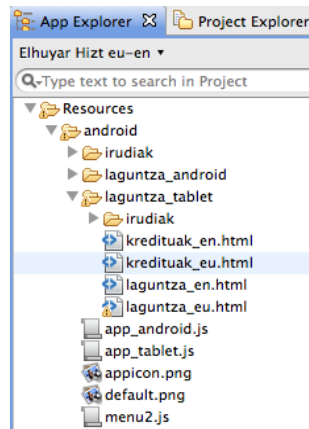 App Explorer Project Explorer
Elhuyar Hizt eu-en
Type text to search in Project
Resources
android
irudiak
laguntza_android
laguntza_tablet
irudiak
kredituak_en.html
kredituak_eu.html
laguntza_en.html
laguntza_eu.html
app_android.js
app_tablet.js
appicon.png
default.png
menu2.js